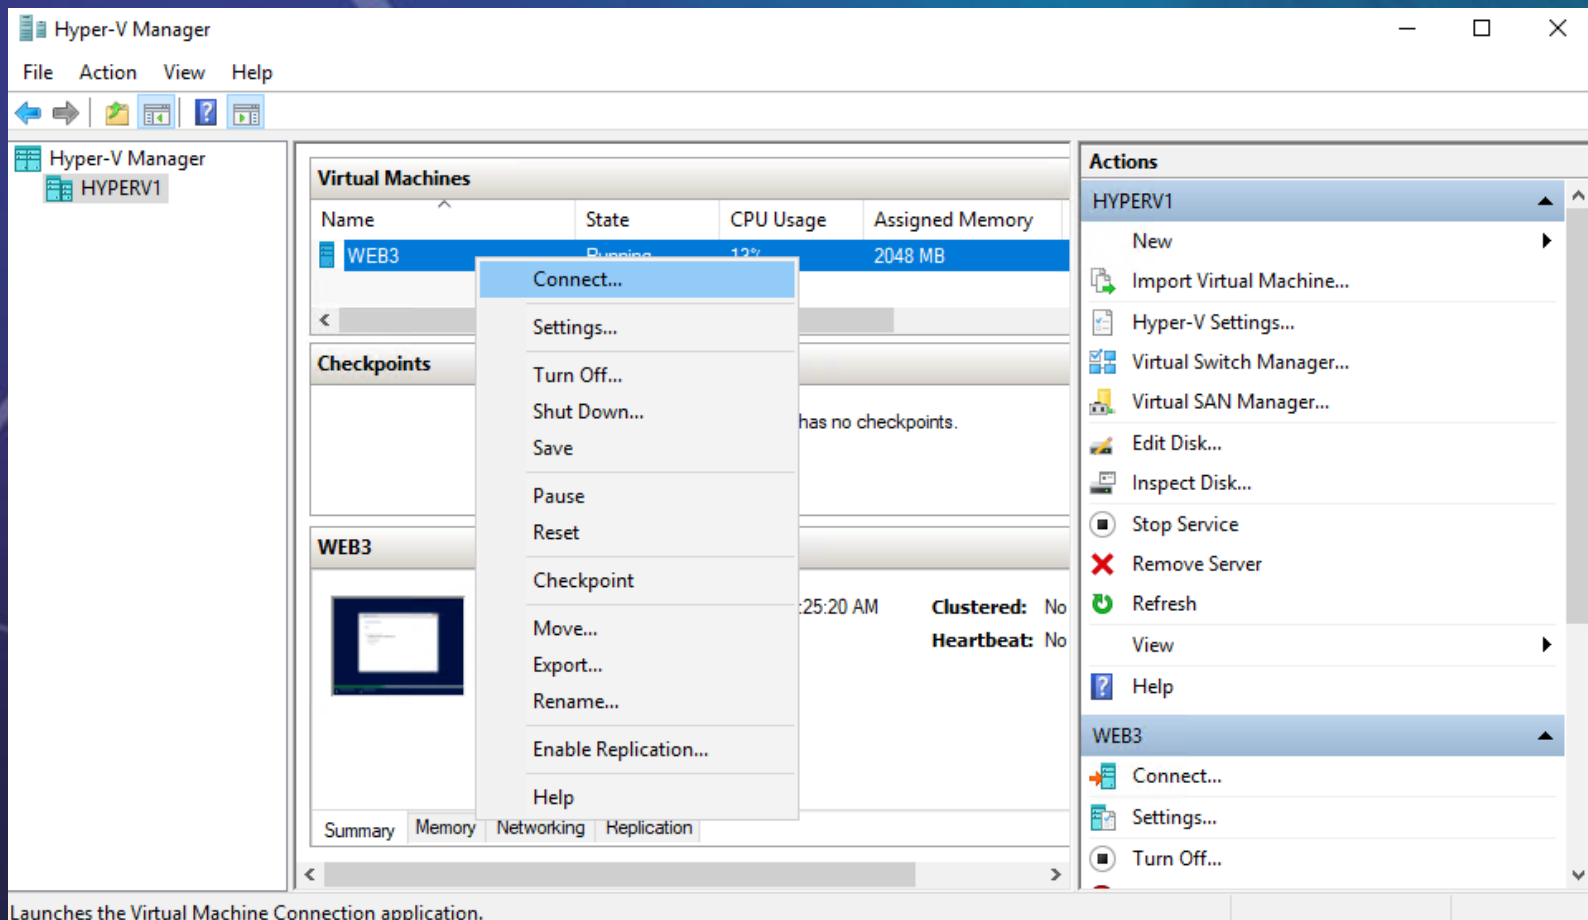 Hyper-V Manager
File Action View Help
Hyper-V Manager
HYPERV1
Virtual Machines
Name State CPU Usage Assigned Memory
WEB3 Running 13% 2048 MB
Connect...
Settings...
Turn Off...
Shut Down...
Save
Pause
Reset
Checkpoint
Move...
Export...
Rename...
Enable Replication...
Help
Checkpoints
has no checkpoints.
WEB3
:25:20 AM
Clustered: No
Heartbeat: No
Summary Memory Networking Replication
Actions
HYPERV1
New
Import Virtual Machine...
Hyper-V Settings...
Virtual Switch Manager...
Virtual SAN Manager...
Edit Disk...
Inspect Disk...
Stop Service
Remove Server
Refresh
View
Help
WEB3
Connect...
Settings...
Turn Off...
Launches the Virtual Machine Connection application.